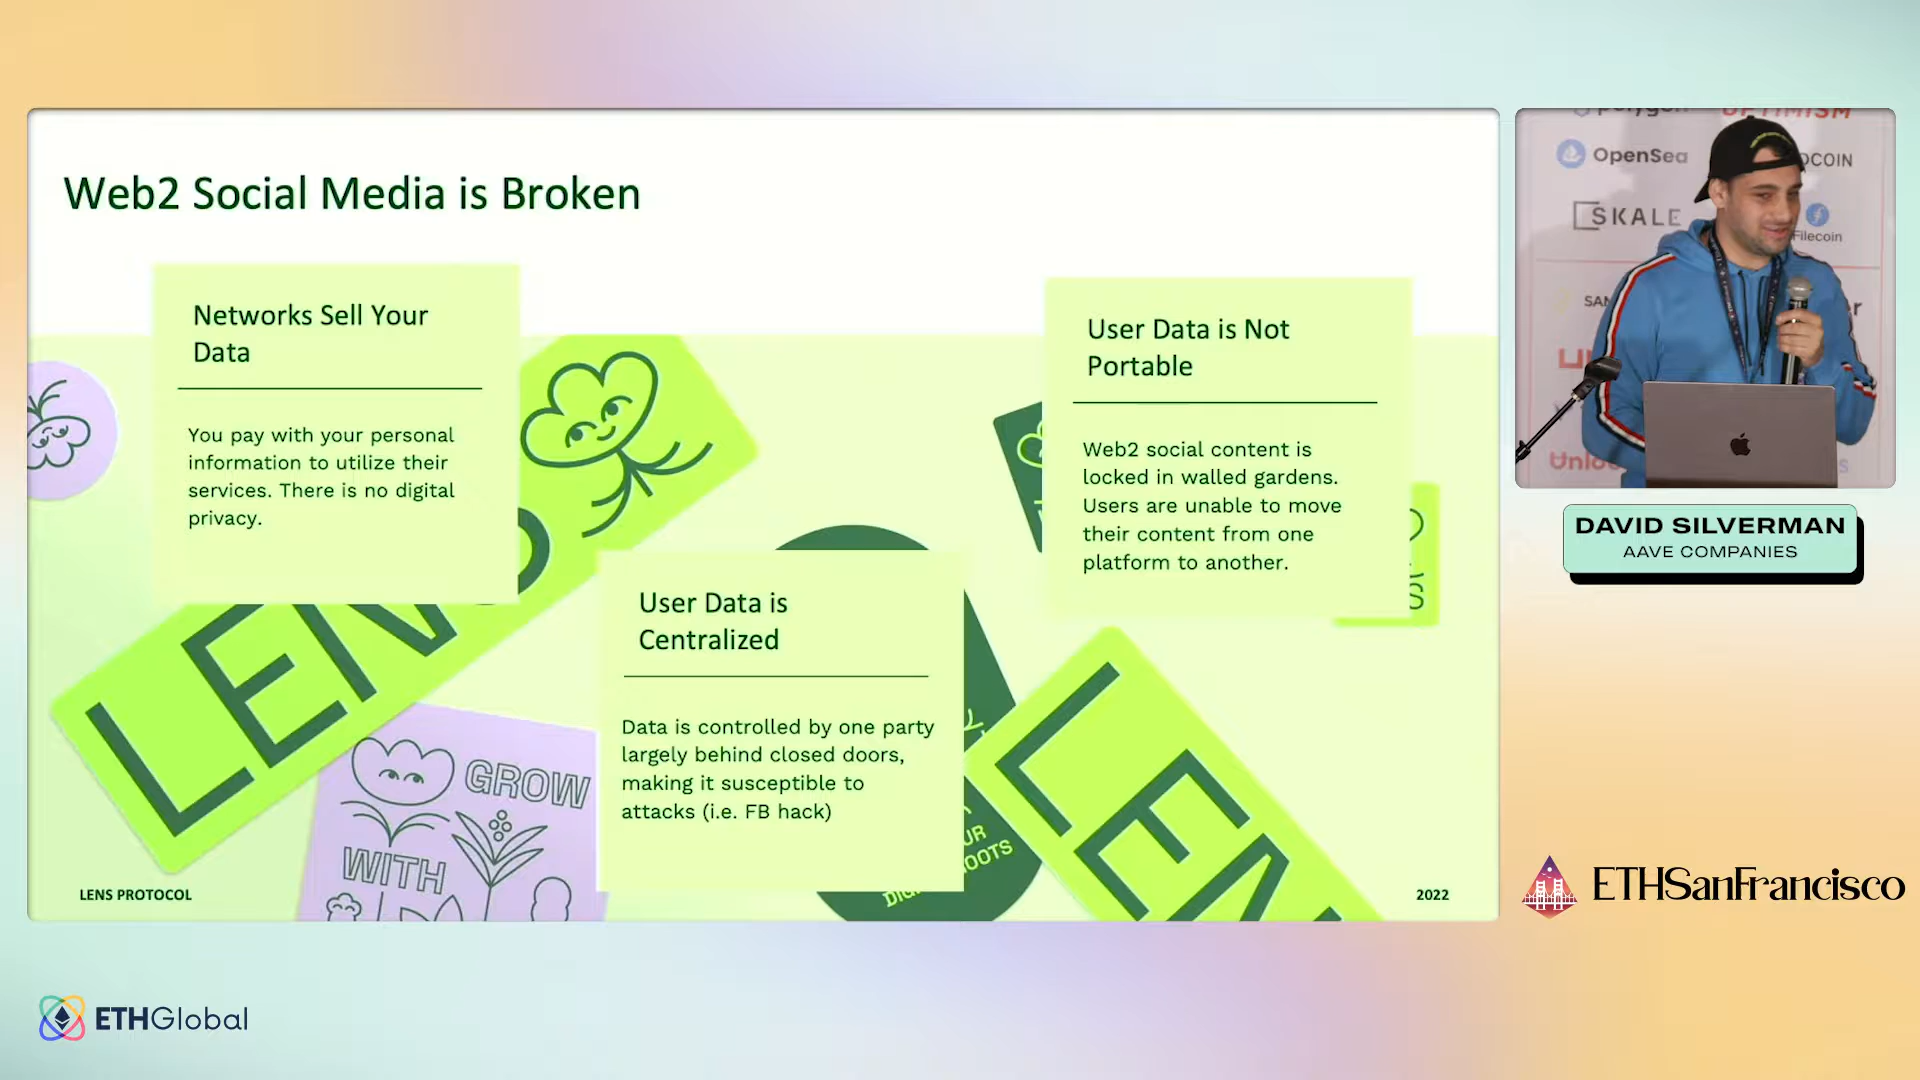 Web2 Social Media is Broken
Networks Sell Your
Data
You pay with your personal
information to utilize their
services. There is no digital
privacy.
User Data is
Centralized
Data is controlled by one party
largely behind closed doors,
making it susceptible to
attacks (i.e. FB hack)
User Data is Not
Portable
Web2 social content is
locked in walled gardens.
Users are unable to move
their content from one
platform to another.
GROW
WITH
LENS PROTOCOL
2022
polygon
OPTIMISM
OpenSea
SKALE
Filecoin
DAVID SILVERMAN
AAVE COMPANIES
ETHSanFrancisco
ETHGlobal